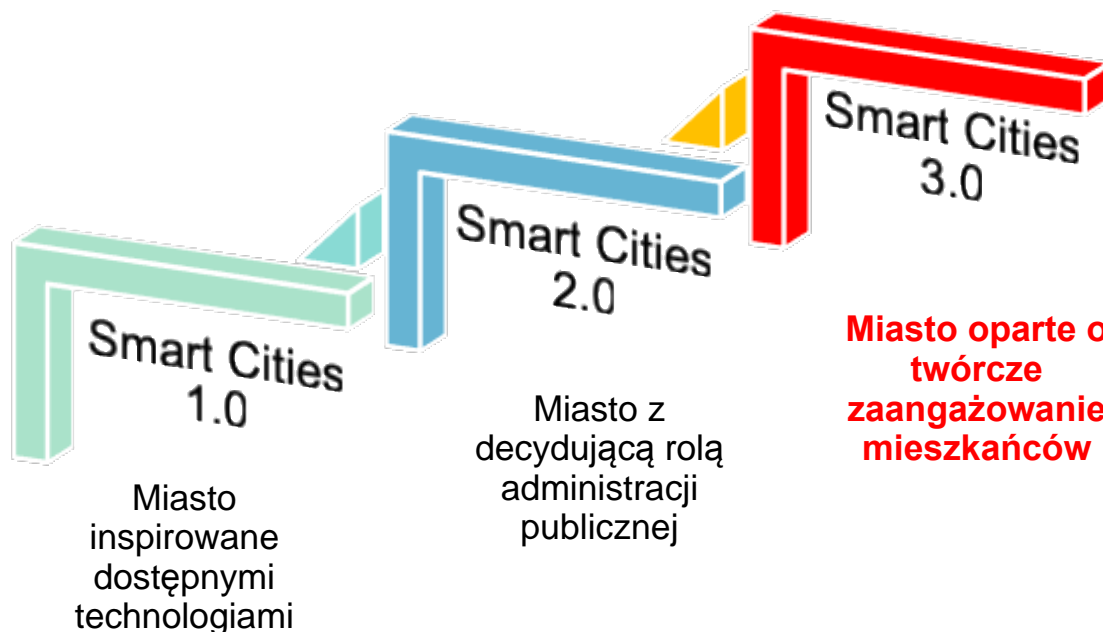 Smart Cities
1.0
Miasto
inspirowane
dostępnymi
technologiami
Smart Cities
2.0
Miasto z
decydującą rolą
administracji
publicznej
Smart Cities
3.0
Miasto oparte o
twórcze
zaangażowanie
mieszkańców